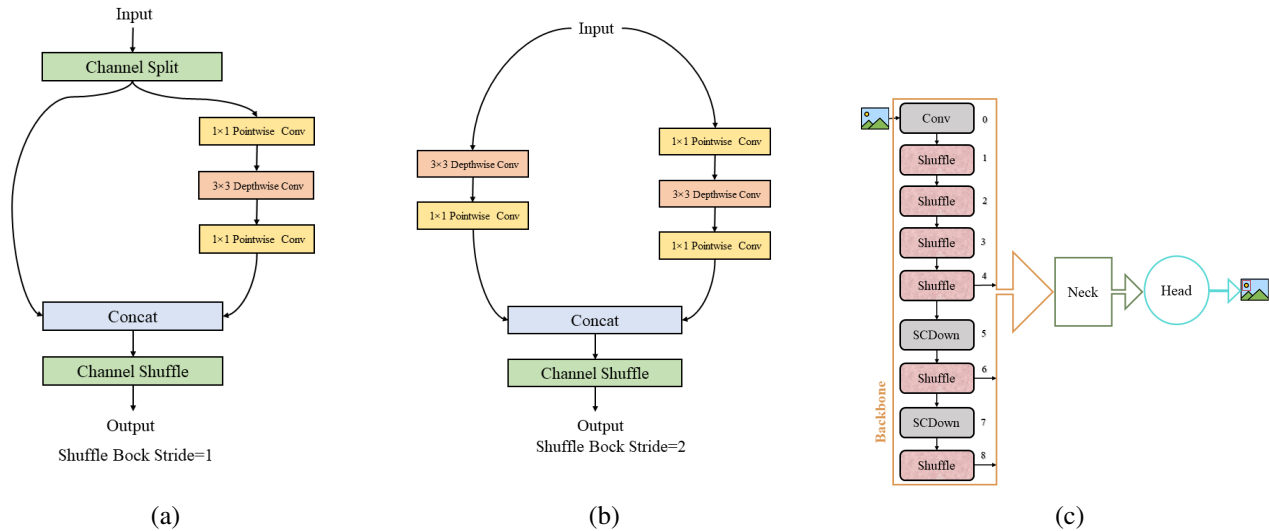 Input
Channel Split
1×1 Pointwise Conv
3×3 Depthwise Conv
1×1 Pointwise Conv
Concat
Channel Shuffle
Output
Shuffle Bock Stride=1
(a)
Input
3×3 Depthwise Conv
1×1 Pointwise Conv
1×1 Pointwise Conv
3×3 Depthwise Conv
1×1 Pointwise Conv
Concat
Channel Shuffle
Output
Shuffle Bock Stride=2
(b)
Conv 0
Shuffle 1
Shuffle 2
Shuffle 3
Shuffle 4
SCDown 5
Shuffle 6
SCDown 7
Shuffle 8
Backbone
Neck
Head
(c)